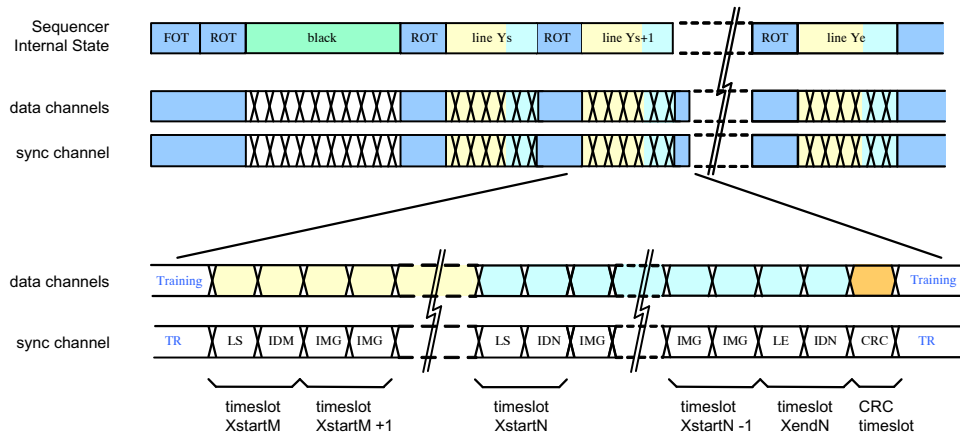 Sequencer
Internal State
FOT ROT black ROT line Ys ROT line Ys+1 ROT line Ye
data channels
sync channel
data channels
Training Training
sync channel
TR LS IDM IMG IMG LS IDN IMG IMG IMG LE IDN CRC TR
timeslot timeslot timeslot timeslot timeslot CRC
XstartM XstartM +1 XstartN XstartN -1 XendN timeslot